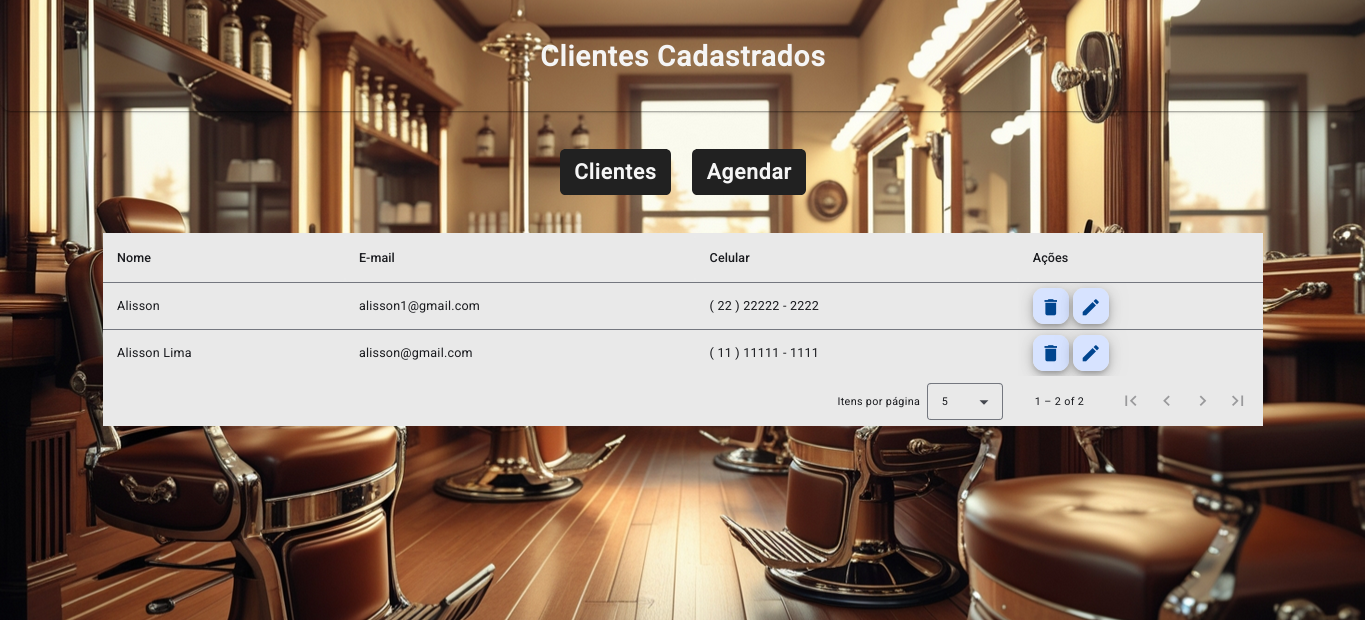 Clientes Cadastrados
Clientes Agendar
Nome E-mail Celular Ações
Alisson alisson1@gmail.com ( 22 ) 22222 - 2222
Alisson Lima alisson@gmail.com ( 11 ) 11111 - 1111
Itens por página 5 1 – 2 of 2